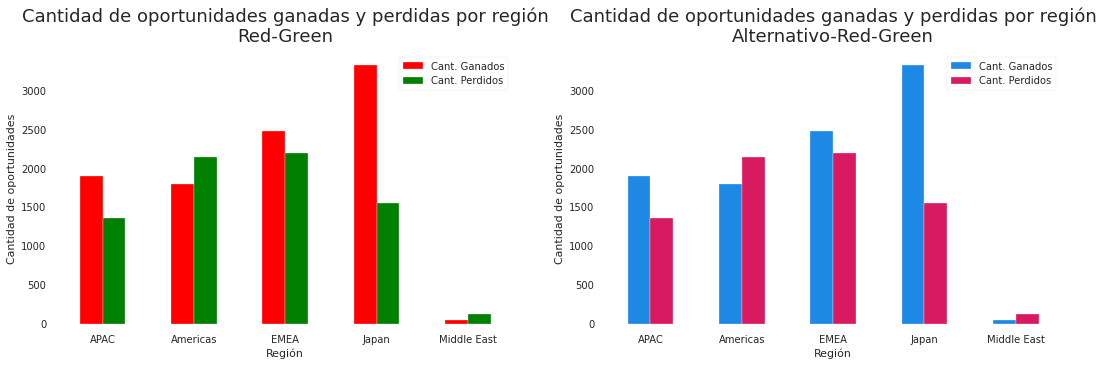 Cantidad de oportunidades ganadas y perdidas por región
Red-Green
Cant. Ganados
Cant. Perdidos
Cantidad de oportunidades
3000
2500
2000
1500
1000
500
0
APAC
Americas
EMEA
Japan
Middle East
Región
Cantidad de oportunidades ganadas y perdidas por región
Alternativo-Red-Green
Cant. Ganados
Cant. Perdidos
Cantidad de oportunidades
3000
2500
2000
1500
1000
500
0
APAC
Americas
EMEA
Japan
Middle East
Región